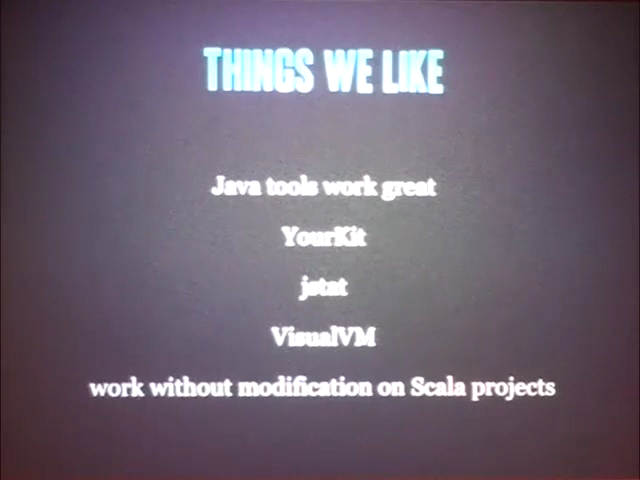 THINGS WE LIKE
Java tools work great
YourKit
jstat
VisualVM
work without modification on Scala projects